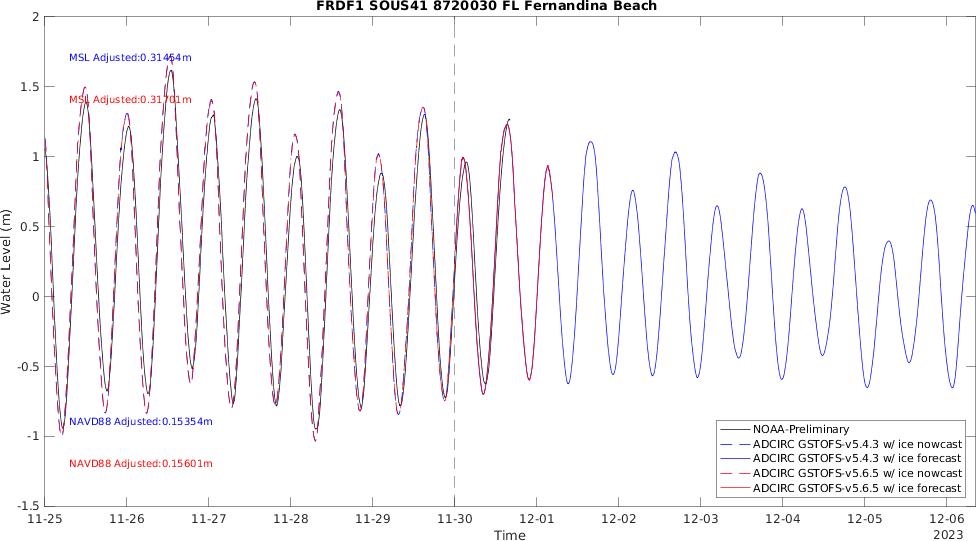 FRDF1 SOUS41 8720030 FL Fernandina Beach
2
1.5
1
0.5
0
-0.5
-1
-1.5
Water Level (m)
MSL Adjusted:0.31454m
MSL Adjusted:0.31701m
NAVD88 Adjusted:0.15354m
NAVD88 Adjusted:0.15601m
NOAA-Preliminary
ADCIRC GSTOFS-v5.4.3 w/ ice nowcast
ADCIRC GSTOFS-v5.4.3 w/ ice forecast
ADCIRC GSTOFS-v5.6.5 w/ ice nowcast
ADCIRC GSTOFS-v5.6.5 w/ ice forecast
11-25 11-26 11-27 11-28 11-29 11-30 12-01 12-02 12-03 12-04 12-05 12-06
Time 2023